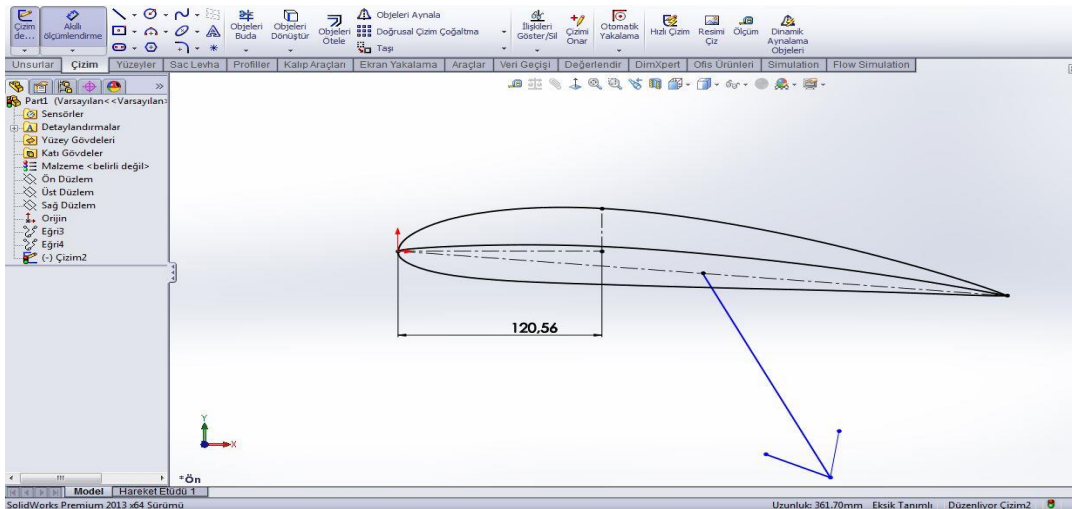 Çizim de... Akıllı ölçümlendirme Objeleri Buda Objeleri Dönüştür Objeleri Ötele Objeleri Aynala Doğrusal Çizim Çoğaltma Taşı İlişkileri Göster/Sil Çizimi Onar Otomatik Yakalama Hızlı Çizim Resimi Çiz Ölçüm Dinamik Aynalama Objeleri
Unsurlar Çizim Yüzeyler Sac Levha Profiller Kalıp Araçları Ekran Yakalama Araçlar Veri Geçişi Değerlendir DimXpert Ofis Ürünleri Simulation Flow Simulation
Part1 (Varsayılan<<Varsayılan>
Sensörler
Detaylandırmalar
Yüzey Gövdeleri
Katı Gövdeler
Malzeme <belirli değil>
Ön Düzlem
Üst Düzlem
Sağ Düzlem
Orijin
Eğri3
Eğri4
(-) Çizim2
120,56
Y
X
*Ön
Model Hareket Etüdü 1
SolidWorks Premium 2013 x64 Sürümü Uzunluk: 361.70mm Eksik Tanımlı Düzenliyor Çizim2